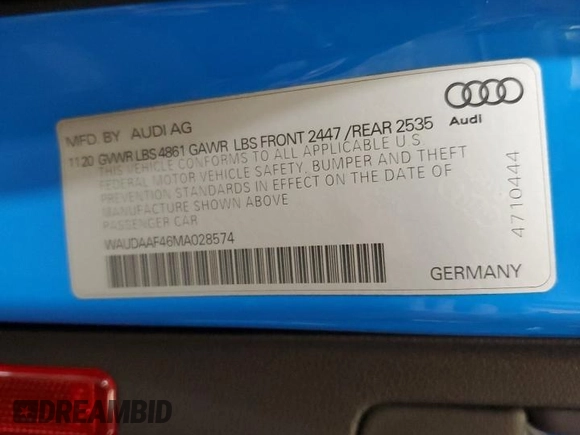 MFD. BY AUDI AG
Audi
1120 GVWR LBS 4861 GAWR LBS FRONT 2447 / REAR 2535
THIS VEHICLE CONFORMS TO ALL APPLICABLE U S
FEDERAL MOTOR VEHICLE SAFETY, BUMPER AND THEFT
PREVENTION STANDARDS IN EFFECT ON THE DATE OF
MANUFACTURE SHOWN ABOVE
PASSENGER CAR
WAUDAAF46MA028574
4710444
GERMANY
DREAMBID